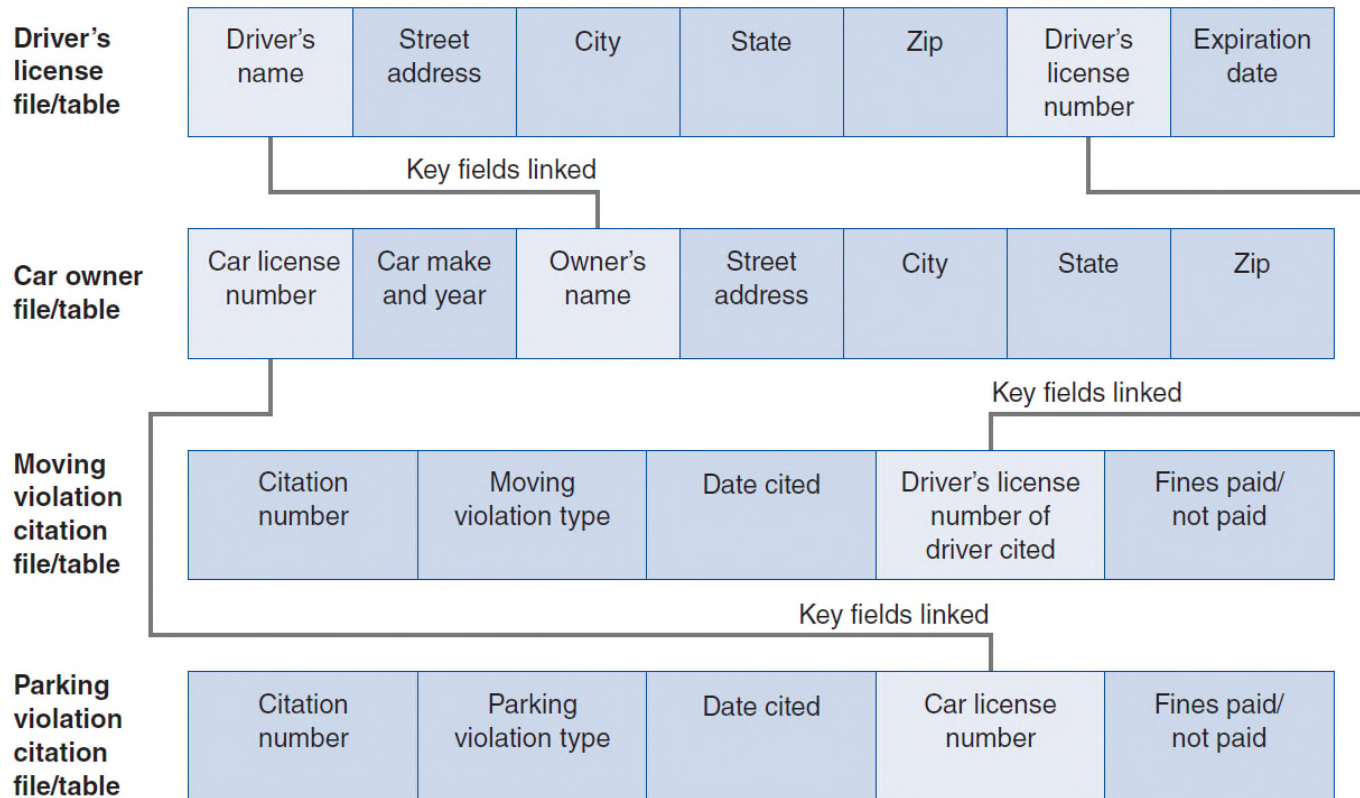 Driver's
license
file/table
Driver's
name
Street
address
City
State
Zip
Driver's
license
number
Expiration
date
Key fields linked
Car owner
file/table
Car license
number
Car make
and year
Owner's
name
Street
address
City
State
Zip
Key fields linked
Moving
violation
citation
file/table
Citation
number
Moving
violation type
Date cited
Driver's license
number of
driver cited
Fines paid/
not paid
Key fields linked
Parking
violation
citation
file/table
Citation
number
Parking
violation type
Date cited
Car license
number
Fines paid/
not paid